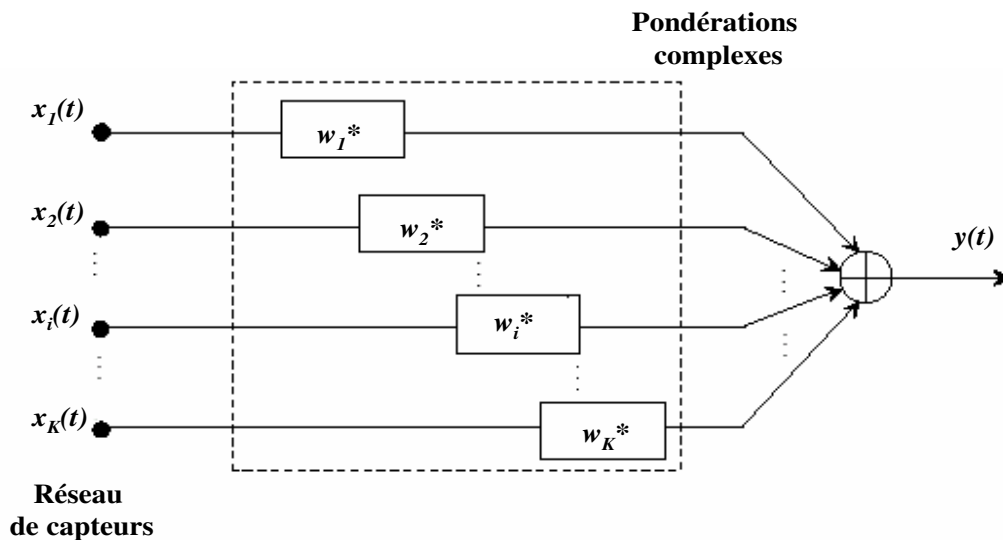 Pondérations
complexes
x1(t)
w1*
x2(t)
w2*
y(t)
xi(t)
wi*
xK(t)
wK*
Réseau
de capteurs